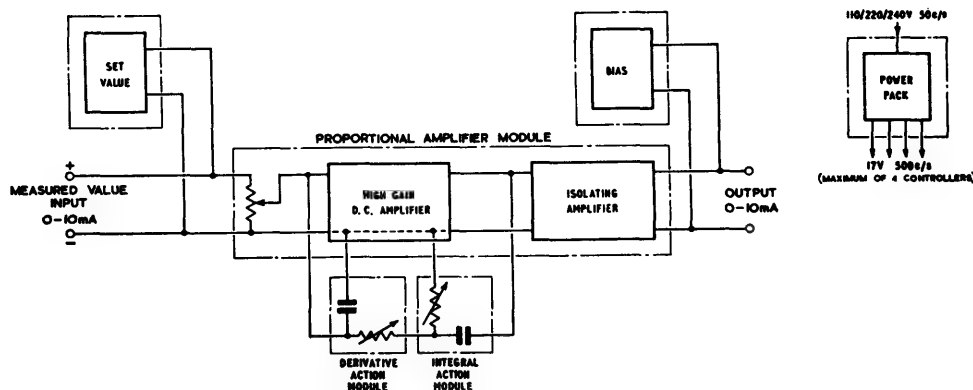 110/220/240V 50c/s
SET
VALUE
BIAS
POWER
PACK
PROPORTIONAL AMPLIFIER MODULE
17V 500c/s
(MAXIMUM OF 4 CONTROLLERS)
+
MEASURED VALUE
INPUT
0-10mA
-
HIGH GAIN
D.C. AMPLIFIER
ISOLATING
AMPLIFIER
OUTPUT
0-10mA
DERIVATIVE
ACTION
MODULE
INTEGRAL
ACTION
MODULE